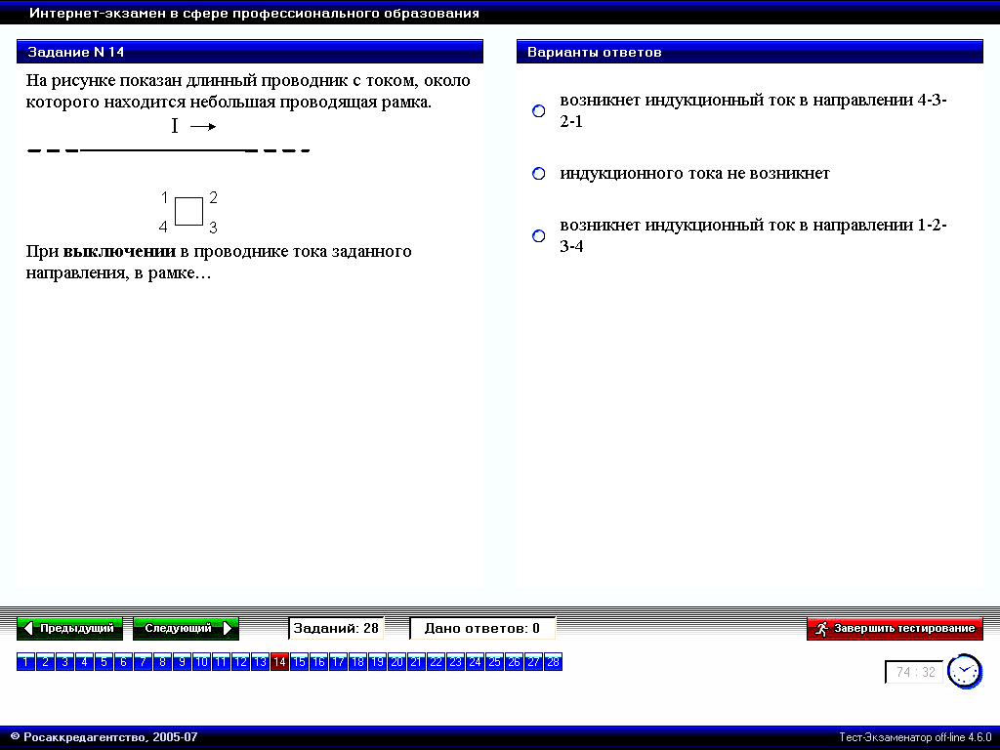 Интернет-экзамен в сфере профессионального образования
Задание N 14
На рисунке показан длинный проводник с током, около
которого находится небольшая проводящая рамка.
I
1 2
4 3
При выключении в проводнике тока заданного
направления, в рамке…
Варианты ответов
возникнет индукционный ток в направлении 4-3-
2-1
индукционного тока не возникнет
возникнет индукционный ток в направлении 1-2-
3-4
Предыдущий Следующий Заданий: 28 Дано ответов: 0 Завершить тестирование
1 2 3 4 5 6 7 8 9 10 11 12 13 14 15 16 17 18 19 20 21 22 23 24 25 26 27 28
74 : 32
© Росаккредагентство, 2005-07 Тест-Экзаменатор off-line 4.6.0